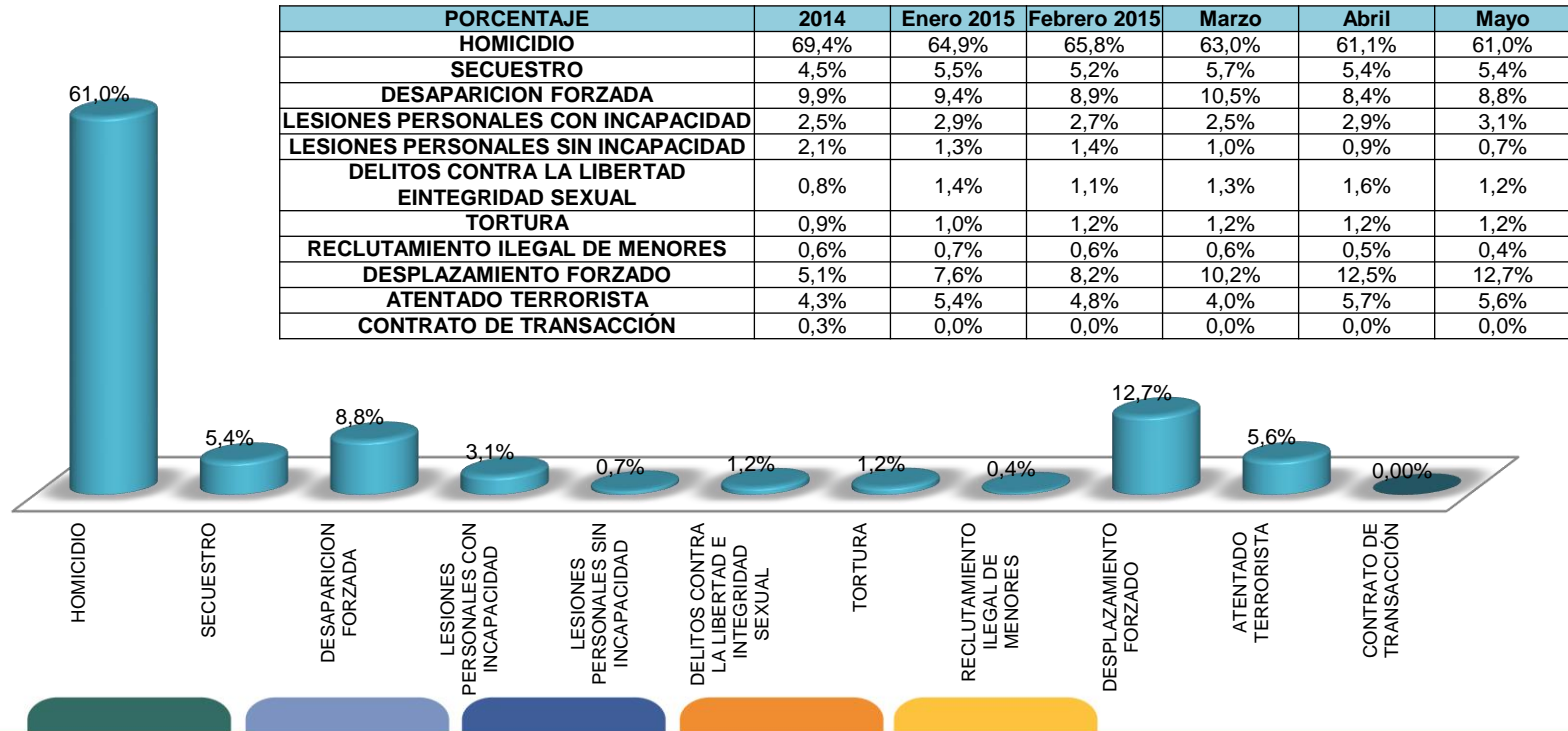 PORCENTAJE 2014 Enero 2015 Febrero 2015 Marzo Abril Mayo
HOMICIDIO 69,4% 64,9% 65,8% 63,0% 61,1% 61,0%
SECUESTRO 4,5% 5,5% 5,2% 5,7% 5,4% 5,4%
DESAPARICION FORZADA 9,9% 9,4% 8,9% 10,5% 8,4% 8,8%
LESIONES PERSONALES CON INCAPACIDAD 2,5% 2,9% 2,7% 2,5% 2,9% 3,1%
LESIONES PERSONALES SIN INCAPACIDAD 2,1% 1,3% 1,4% 1,0% 0,9% 0,7%
DELITOS CONTRA LA LIBERTAD
EINTEGRIDAD SEXUAL 0,8% 1,4% 1,1% 1,3% 1,6% 1,2%
TORTURA 0,9% 1,0% 1,2% 1,2% 1,2% 1,2%
RECLUTAMIENTO ILEGAL DE MENORES 0,6% 0,7% 0,6% 0,6% 0,5% 0,4%
DESPLAZAMIENTO FORZADO 5,1% 7,6% 8,2% 10,2% 12,5% 12,7%
ATENTADO TERRORISTA 4,3% 5,4% 4,8% 4,0% 5,7% 5,6%
CONTRATO DE TRANSACCIÓN 0,3% 0,0% 0,0% 0,0% 0,0% 0,0%
61,0%
5,4%
8,8%
3,1%
0,7%
1,2%
1,2%
0,4%
12,7%
5,6%
0,00%
HOMICIDIO
SECUESTRO
DESAPARICION
FORZADA
LESIONES
PERSONALES CON
INCAPACIDAD
LESIONES
PERSONALES SIN
INCAPACIDAD
DELITOS CONTRA
LA LIBERTAD E
INTEGRIDAD
SEXUAL
TORTURA
RECLUTAMIENTO
ILEGAL DE
MENORES
DESPLAZAMIENTO
FORZADO
ATENTADO
TERRORISTA
CONTRATO DE
TRANSACCIÓN